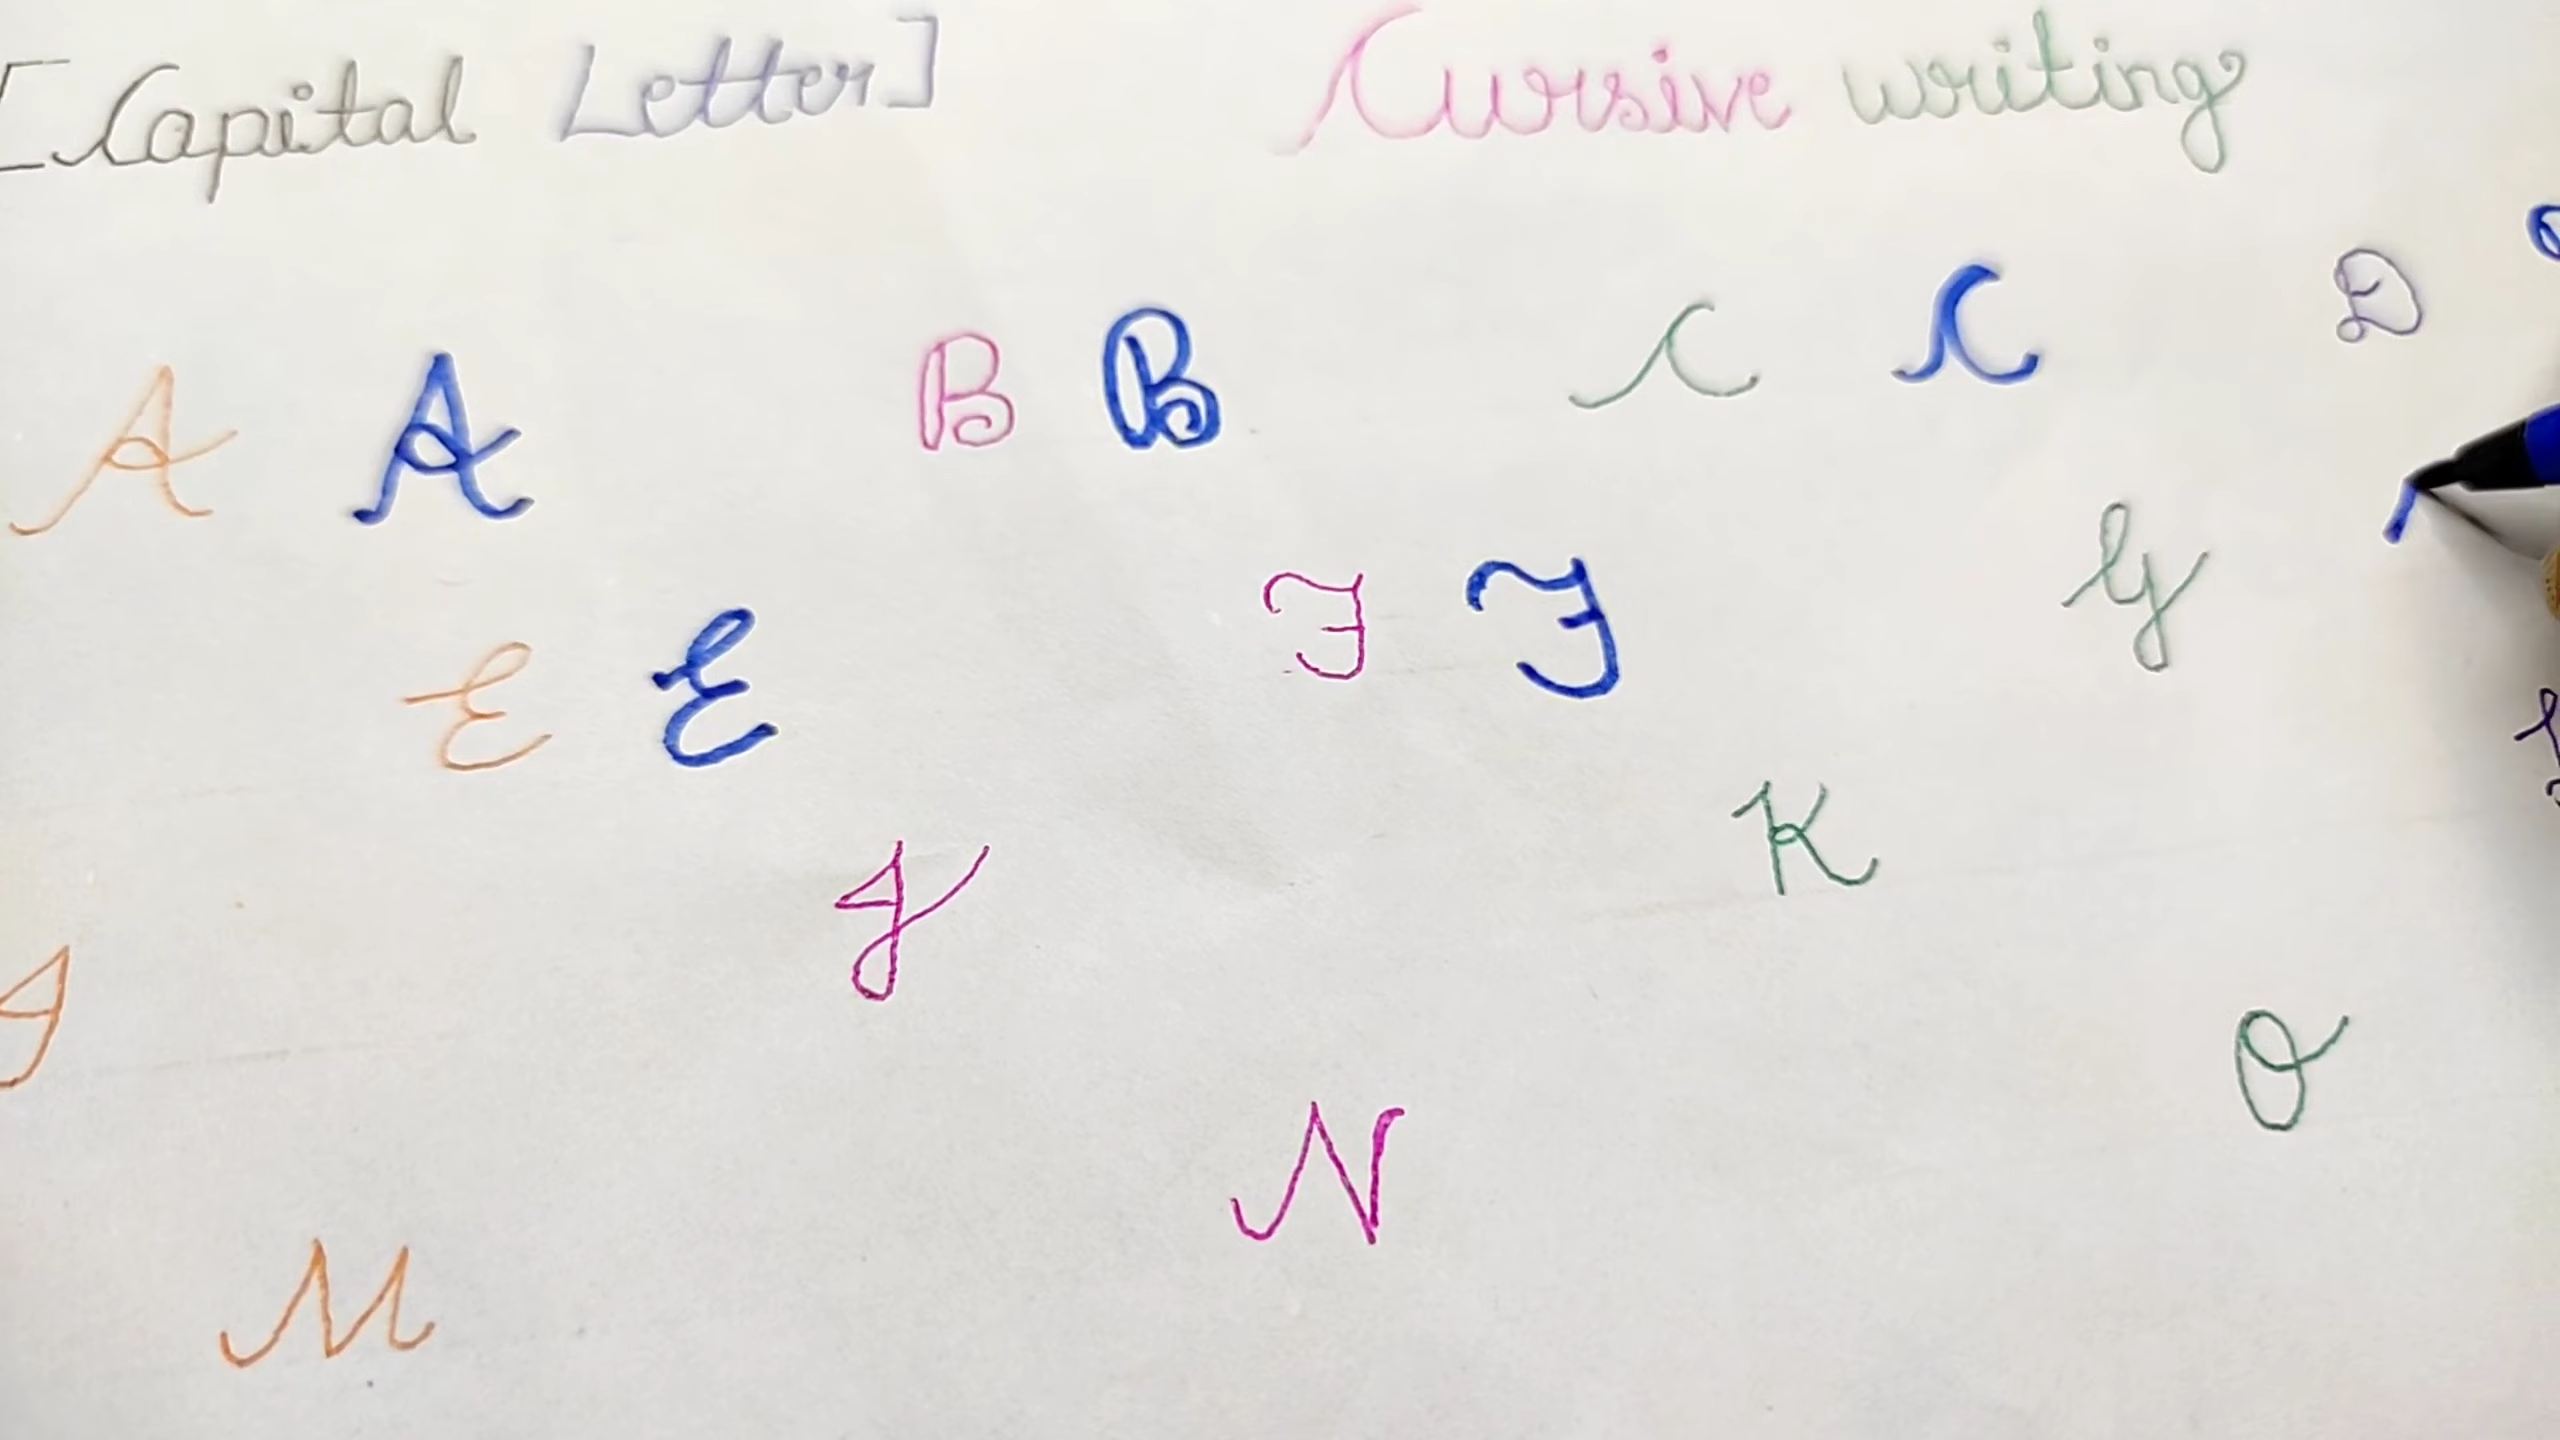 [Capital Letter] Cursive writing
A A B B C C D
E E F F G
I J K
M N O